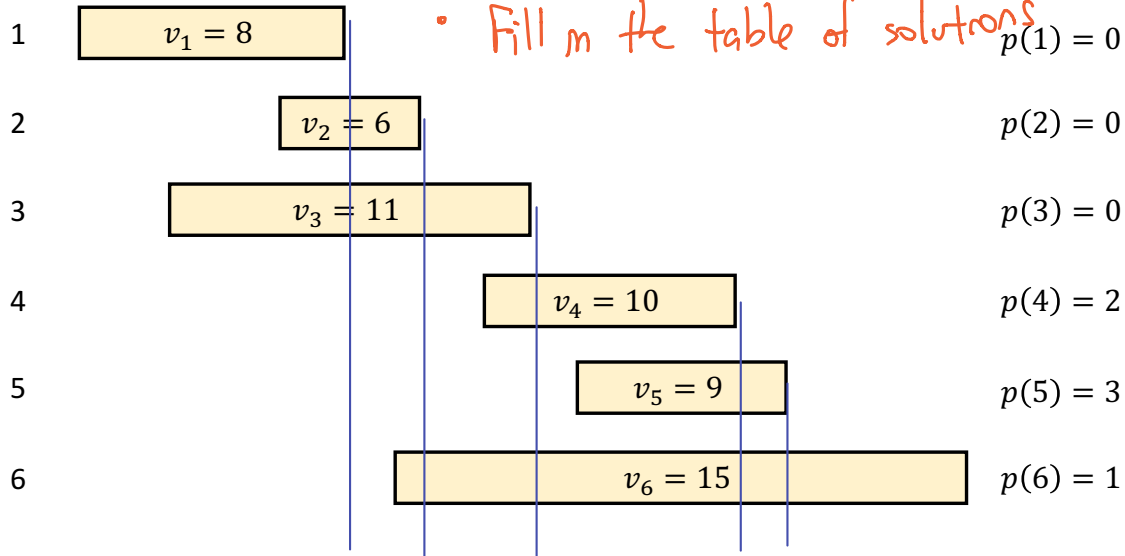 • Fill in the table of solutions
1 v₁ = 8 p(1) = 0
2 v₂ = 6 p(2) = 0
3 v₃ = 11 p(3) = 0
4 v₄ = 10 p(4) = 2
5 v₅ = 9 p(5) = 3
6 v₆ = 15 p(6) = 1